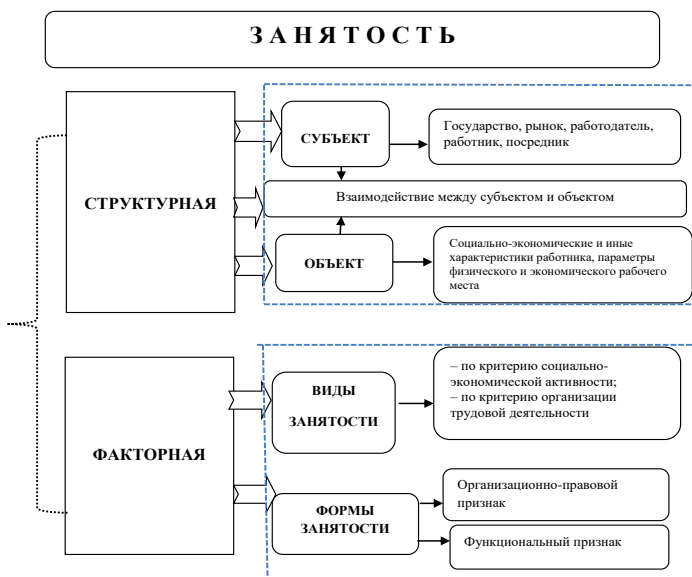 ЗАНЯТОСТЬ
СТРУКТУРНАЯ
СУБЪЕКТ
Государство, рынок, работодатель,
работник, посредник
Взаимодействие между субъектом и объектом
ОБЪЕКТ
Социально-экономические и иные
характеристики работника, параметры
физического и экономического рабочего
места
ФАКТОРНАЯ
ВИДЫ
ЗАНЯТОСТИ
– по критерию социально-
экономической активности;
– по критерию организации
трудовой деятельности
ФОРМЫ
ЗАНЯТОСТИ
Организационно-правовой
признак
Функциональный признак